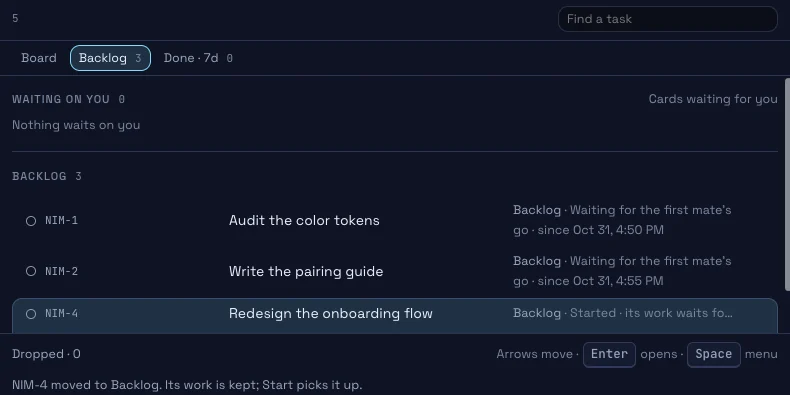 5
Find a task
Board Backlog 3 Done · 7d 0
WAITING ON YOU 0
Cards waiting for you
Nothing waits on you
BACKLOG 3
NIM-1
Audit the color tokens
Backlog · Waiting for the first mate's
go · since Oct 31, 4:50 PM
NIM-2
Write the pairing guide
Backlog · Waiting for the first mate's
go · since Oct 31, 4:55 PM
NIM-4
Redesign the onboarding flow
Backlog · Started · its work waits fo…
Dropped · 0
Arrows move · Enter opens · Space menu
NIM-4 moved to Backlog. Its work is kept; Start picks it up.